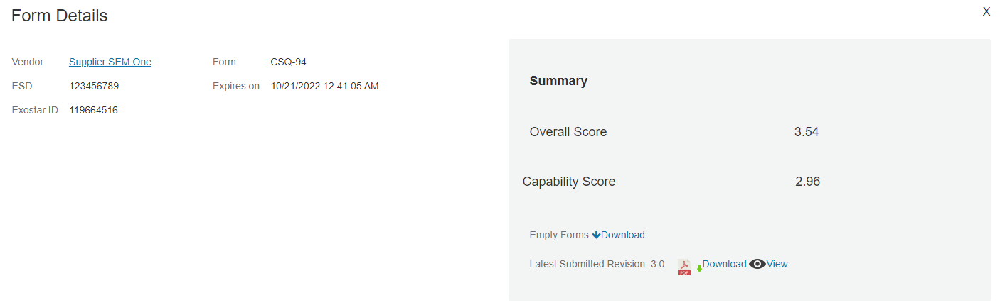 Form Details
X
Vendor Supplier SEM One Form CSQ-94
ESD 123456789 Expires on 10/21/2022 12:41:05 AM
Exostar ID 119664516
Summary
Overall Score 3.54
Capability Score 2.96
Empty Forms Download
Latest Submitted Revision: 3.0 PDF Download View